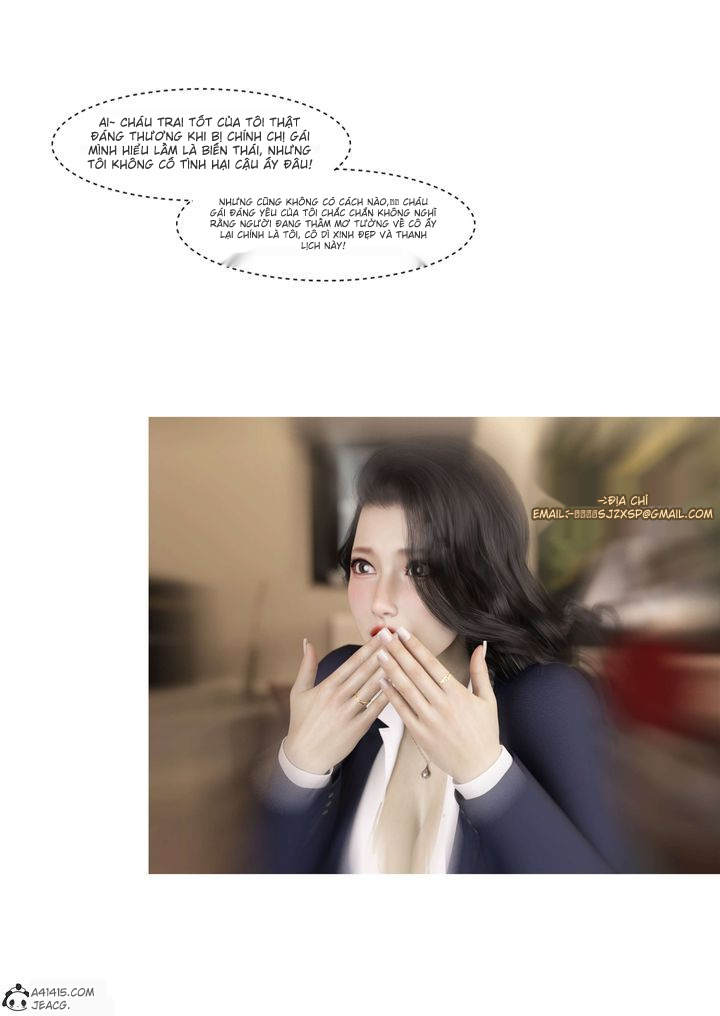 AI~ CHÁU TRAI TỐT CỦA TÔI THẬT
ĐÁNG THƯƠNG KHI BỊ CHÍNH CHỊ GÁI
MÌNH HIỂU LẦM LÀ BIẾN THÁI, NHƯNG
TÔI KHÔNG CỐ TÌNH HẠI CẬU ẤY ĐÂU!
NHƯNG CŨNG KHÔNG CÓ CÁCH NÀO,▯▯ CHÁU
GÁI ĐÁNG YÊU CỦA TÔI CHẮC CHẮN KHÔNG NGHĨ
RẰNG NGƯỜI ĐANG THẦM MƠ TƯỞNG VỀ CÔ ẤY
LẠI CHÍNH LÀ TÔI, CÔ DÌ XINH ĐẸP VÀ THANH
LỊCH NÀY!
->ĐỊA CHỈ
EMAIL:-▯▯▯▯SJZXSP@GMAIL.COM
A41415.COM
JEACG.